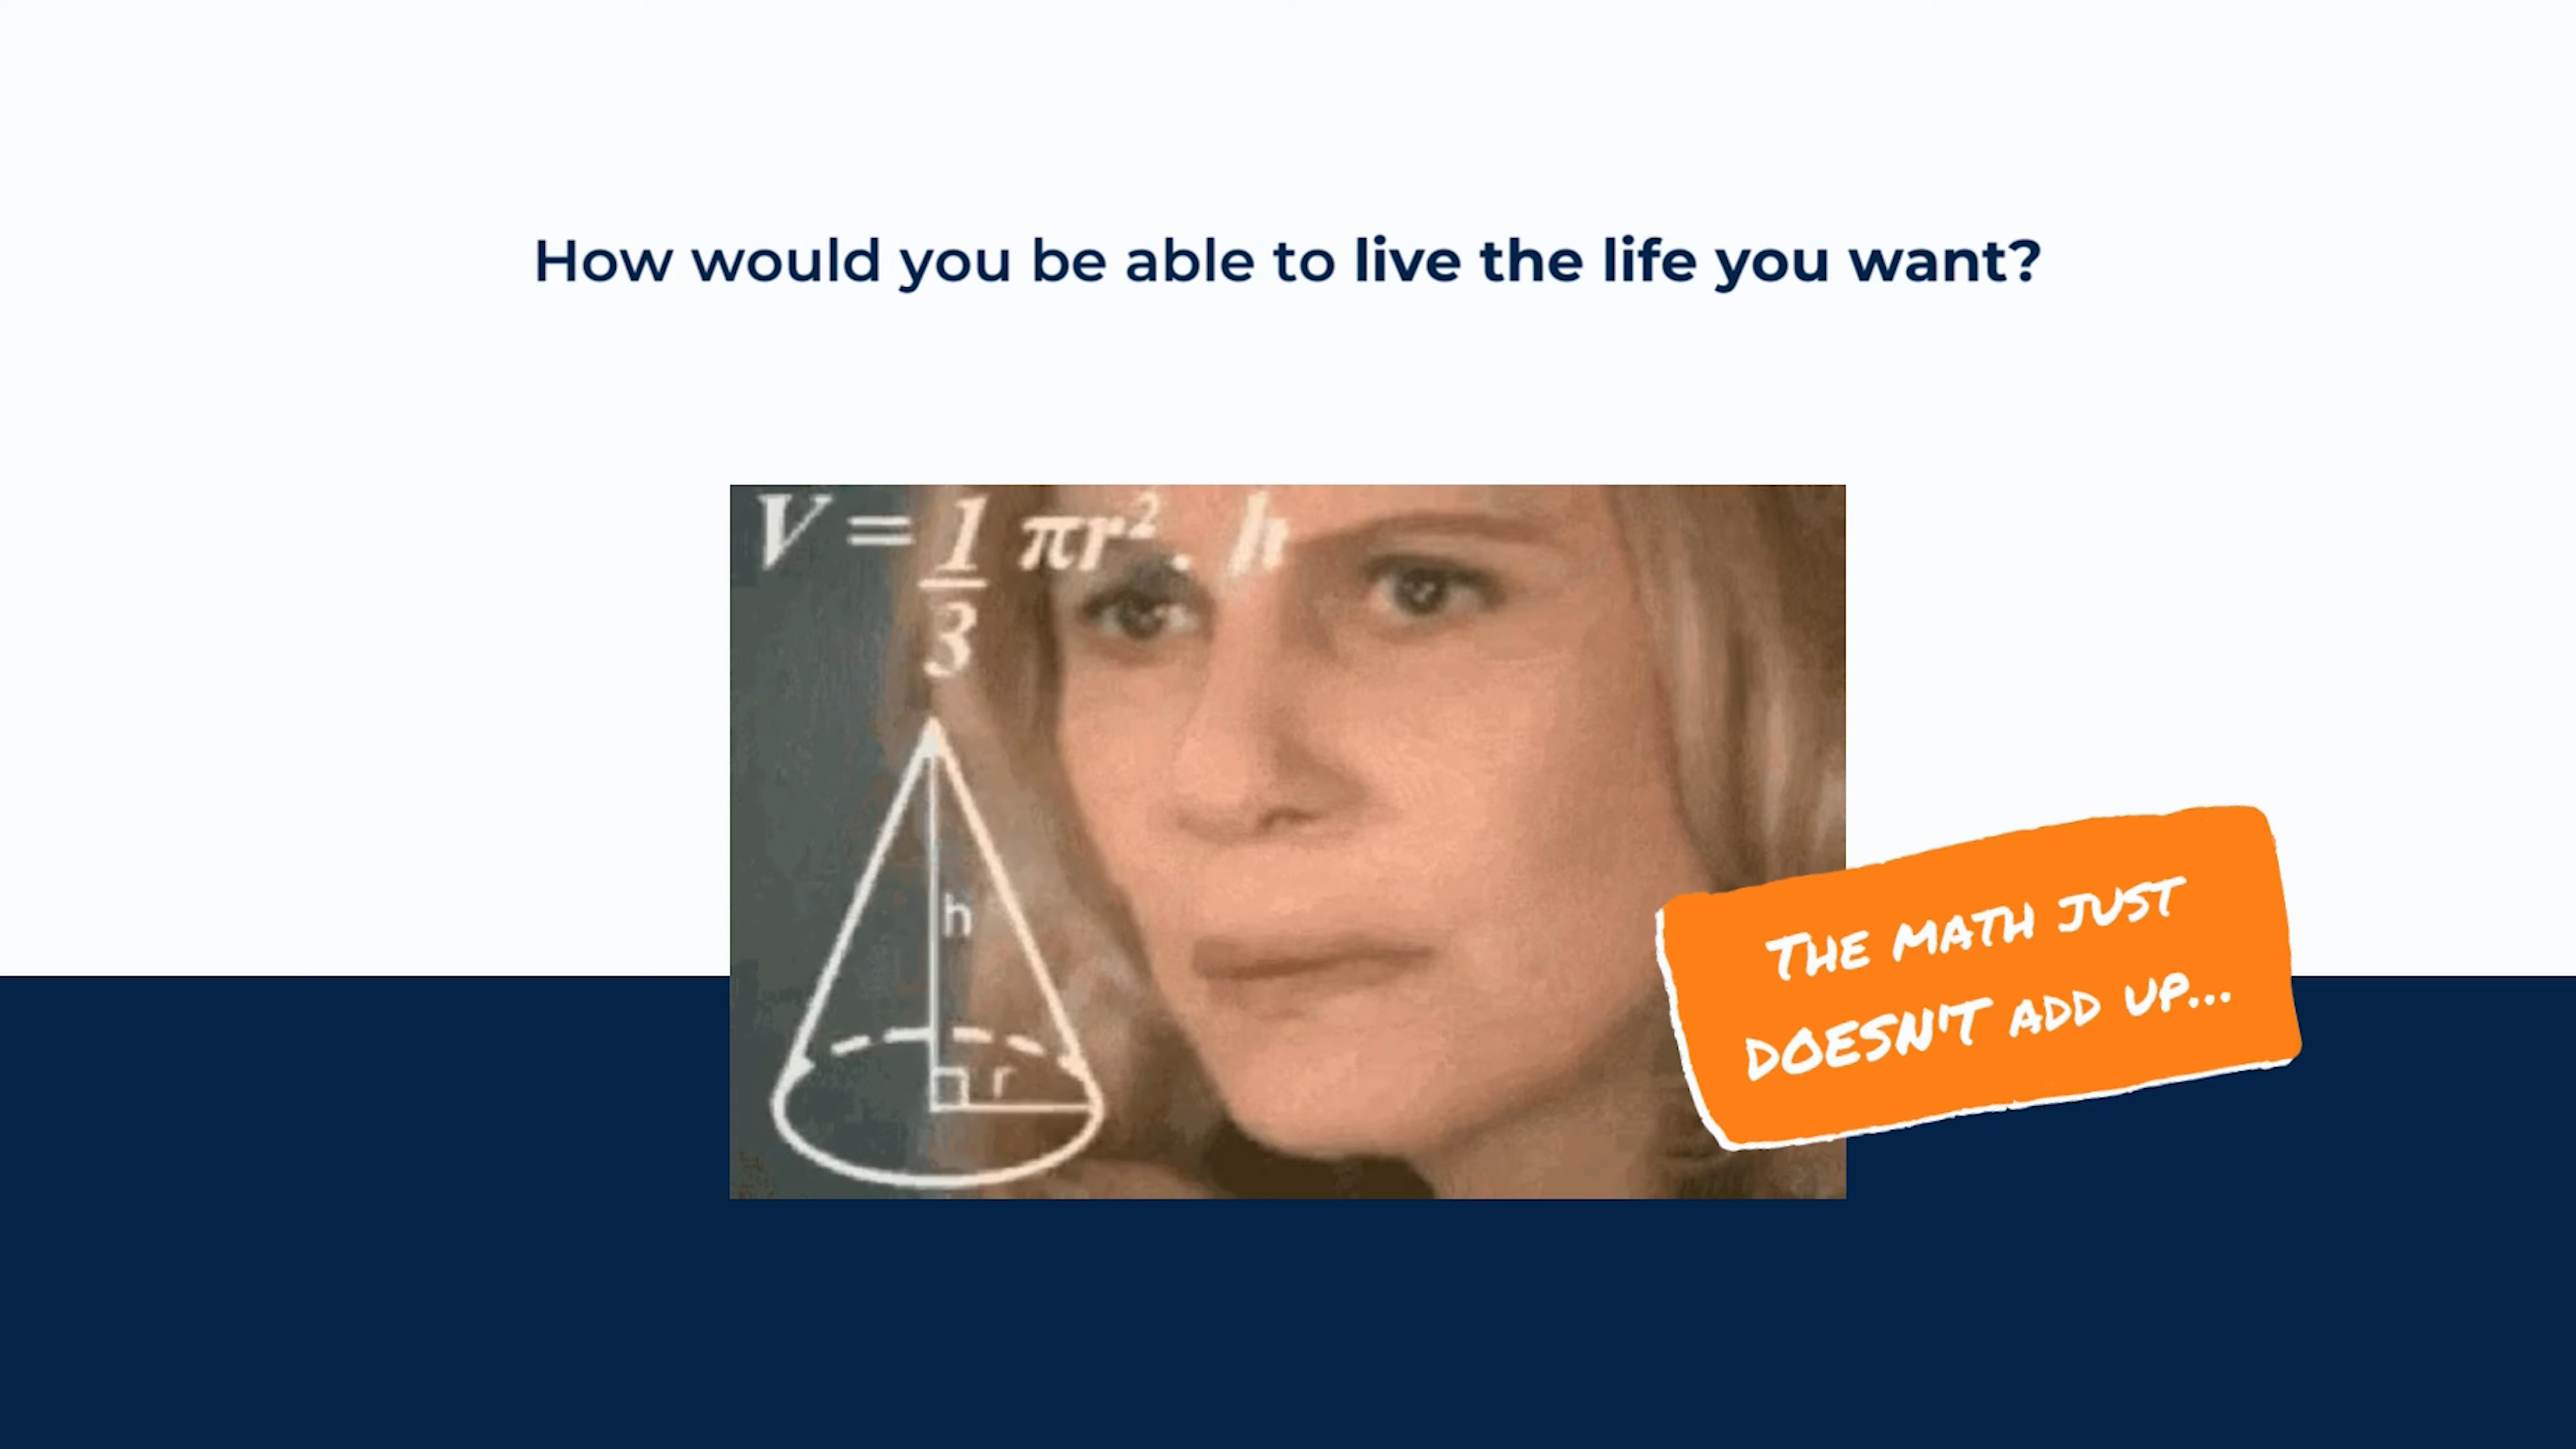 How would you be able to live the life you want?
V = 1/3 πr². h
h
r
THE MATH JUST
DOESN'T ADD UP...